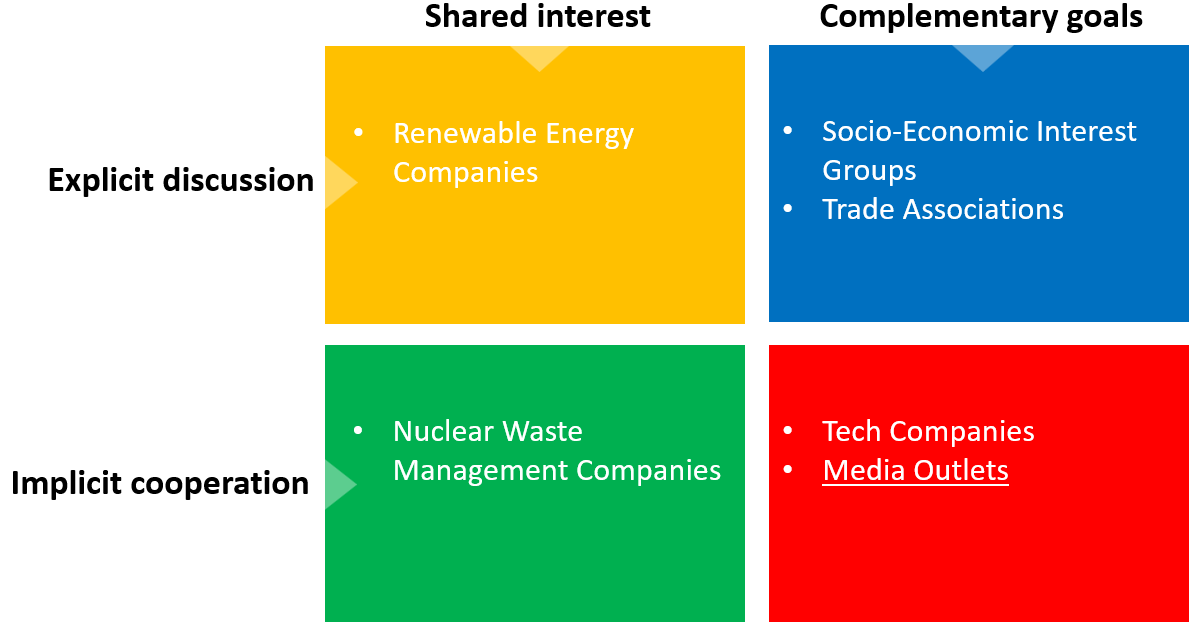 Shared interest
Complementary goals
Explicit discussion
• Renewable Energy
Companies
• Socio-Economic Interest
Groups
• Trade Associations
Implicit cooperation
• Nuclear Waste
Management Companies
• Tech Companies
• Media Outlets